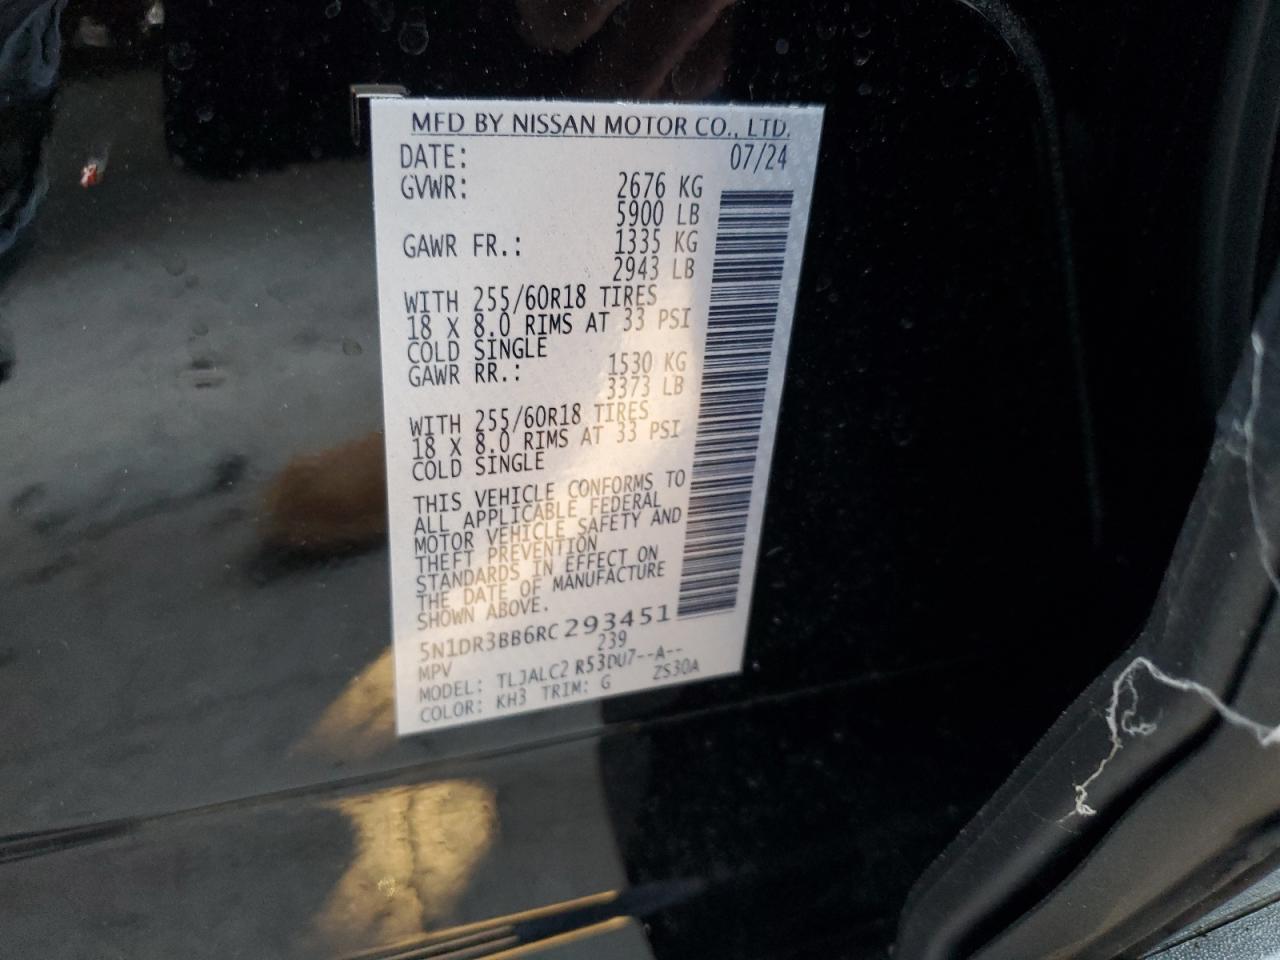 MFD BY NISSAN MOTOR CO., LTD.
DATE: 07/24
GVWR: 2676 KG
5900 LB
GAWR FR.: 1335 KG
2943 LB
WITH 255/60R18 TIRES
18 X 8.0 RIMS AT 33 PSI
COLD SINGLE
GAWR RR.: 1530 KG
3373 LB
WITH 255/60R18 TIRES
18 X 8.0 RIMS AT 33 PSI
COLD SINGLE
THIS VEHICLE CONFORMS TO
ALL APPLICABLE FEDERAL
MOTOR VEHICLE SAFETY AND
THEFT PREVENTION
STANDARDS IN EFFECT ON
THE DATE OF MANUFACTURE
SHOWN ABOVE.
5N1DR3BB6RC293451
MPV 239
MODEL: TLJALC2 R53DU7--A--
COLOR: KH3 TRIM: G ZS30A